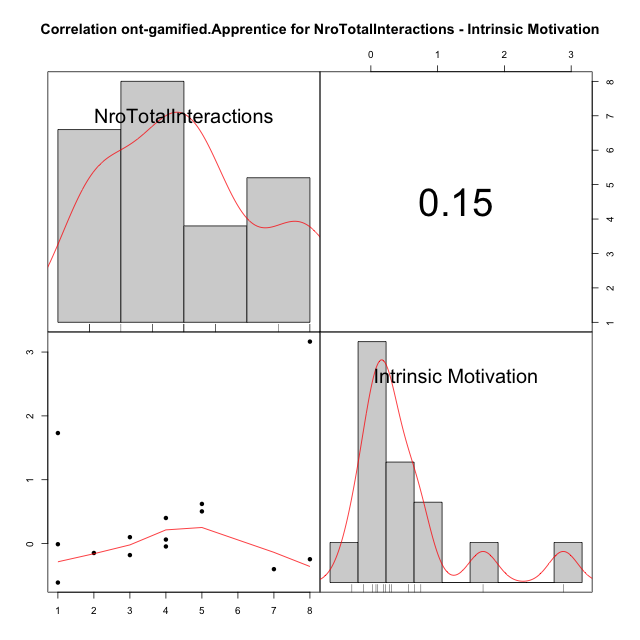 Correlation ont-gamified.Apprentice for NroTotalInteractions - Intrinsic Motivation
0 1 2 3
NroTotalInteractions
0.15
8
7
6
5
4
3
2
1
3
2
1
0
Intrinsic Motivation
1 2 3 4 5 6 7 8